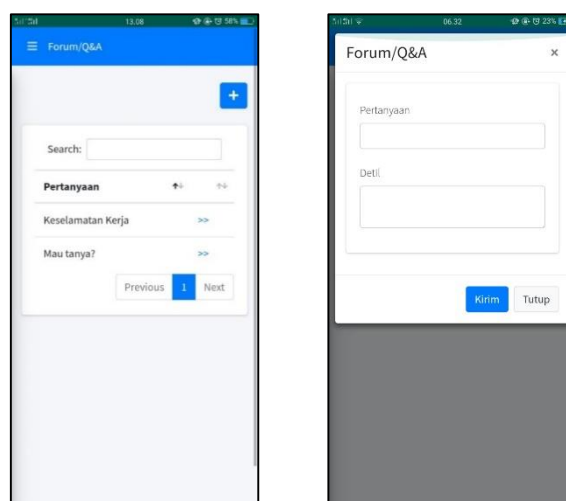 13.08
58%
Forum/Q&A
+
Search:
Pertanyaan
Keselamatan Kerja >>
Mau tanya? >>
Previous 1 Next
06.32
23%
Forum/Q&A ×
Pertanyaan
Detil
Kirim Tutup